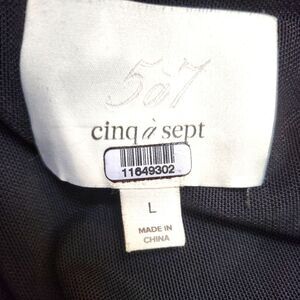 5à7
cinq à sept
11649302
L
MADE IN
CHINA